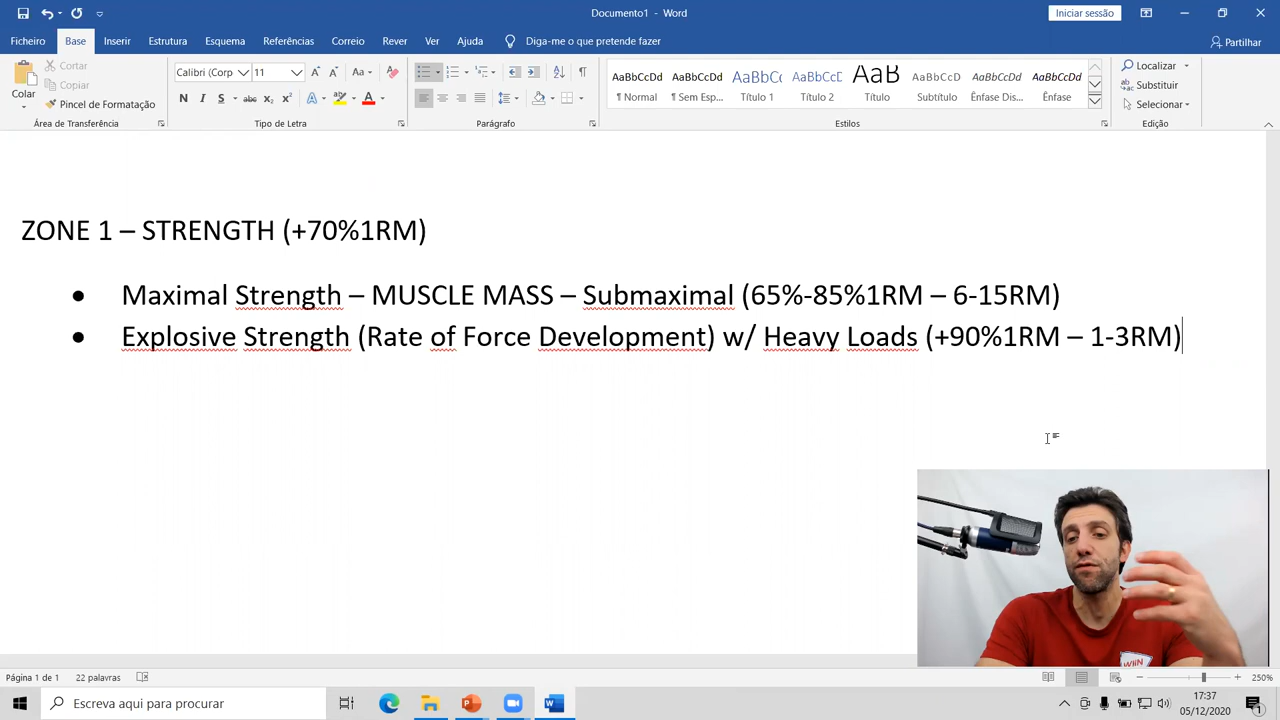 Documento1 - Word
Iniciar sessão
Ficheiro Base Inserir Estrutura Esquema Referências Correio Rever Ver Ajuda Diga-me o que pretende fazer Partilhar
Colar
Cortar
Copiar
Pincel de Formatação
Área de Transferência
Calibri (Corp 11
N I S abc x₂ x²
Tipo de Letra
Parágrafo
AaBbCcDd AaBbCcDd AaBbCc AaBbCcD AaB AaBbCcD AaBbCcDd AaBbCcDd
¶ Normal ¶ Sem Esp... Título 1 Título 2 Título Subtítulo Ênfase Dis... Ênfase
Estilos
Localizar
Substituir
Selecionar
Edição
ZONE 1 – STRENGTH (+70%1RM)
• Maximal Strength – MUSCLE MASS – Submaximal (65%-85%1RM – 6-15RM)
• Explosive Strength (Rate of Force Development) w/ Heavy Loads (+90%1RM – 1-3RM)
Página 1 de 1 22 palavras 250%
Escreva aqui para procurar
17:37
05/12/2020